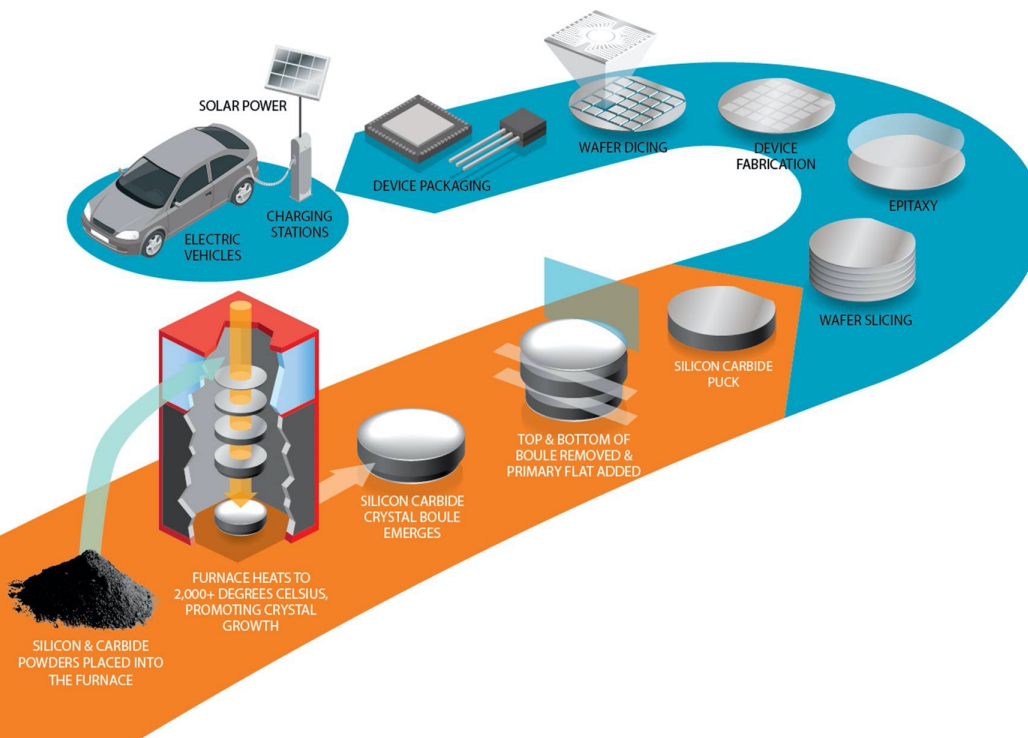 SOLAR POWER
CHARGING
STATIONS
ELECTRIC
VEHICLES
DEVICE PACKAGING
WAFER DICING
DEVICE
FABRICATION
EPITAXY
WAFER SLICING
SILICON CARBIDE
PUCK
TOP & BOTTOM OF
BOULE REMOVED &
PRIMARY FLAT ADDED
SILICON CARBIDE
CRYSTAL BOULE
EMERGES
FURNACE HEATS TO
2,000+ DEGREES CELSIUS,
PROMOTING CRYSTAL
GROWTH
SILICON & CARBIDE
POWDERS PLACED INTO
THE FURNACE